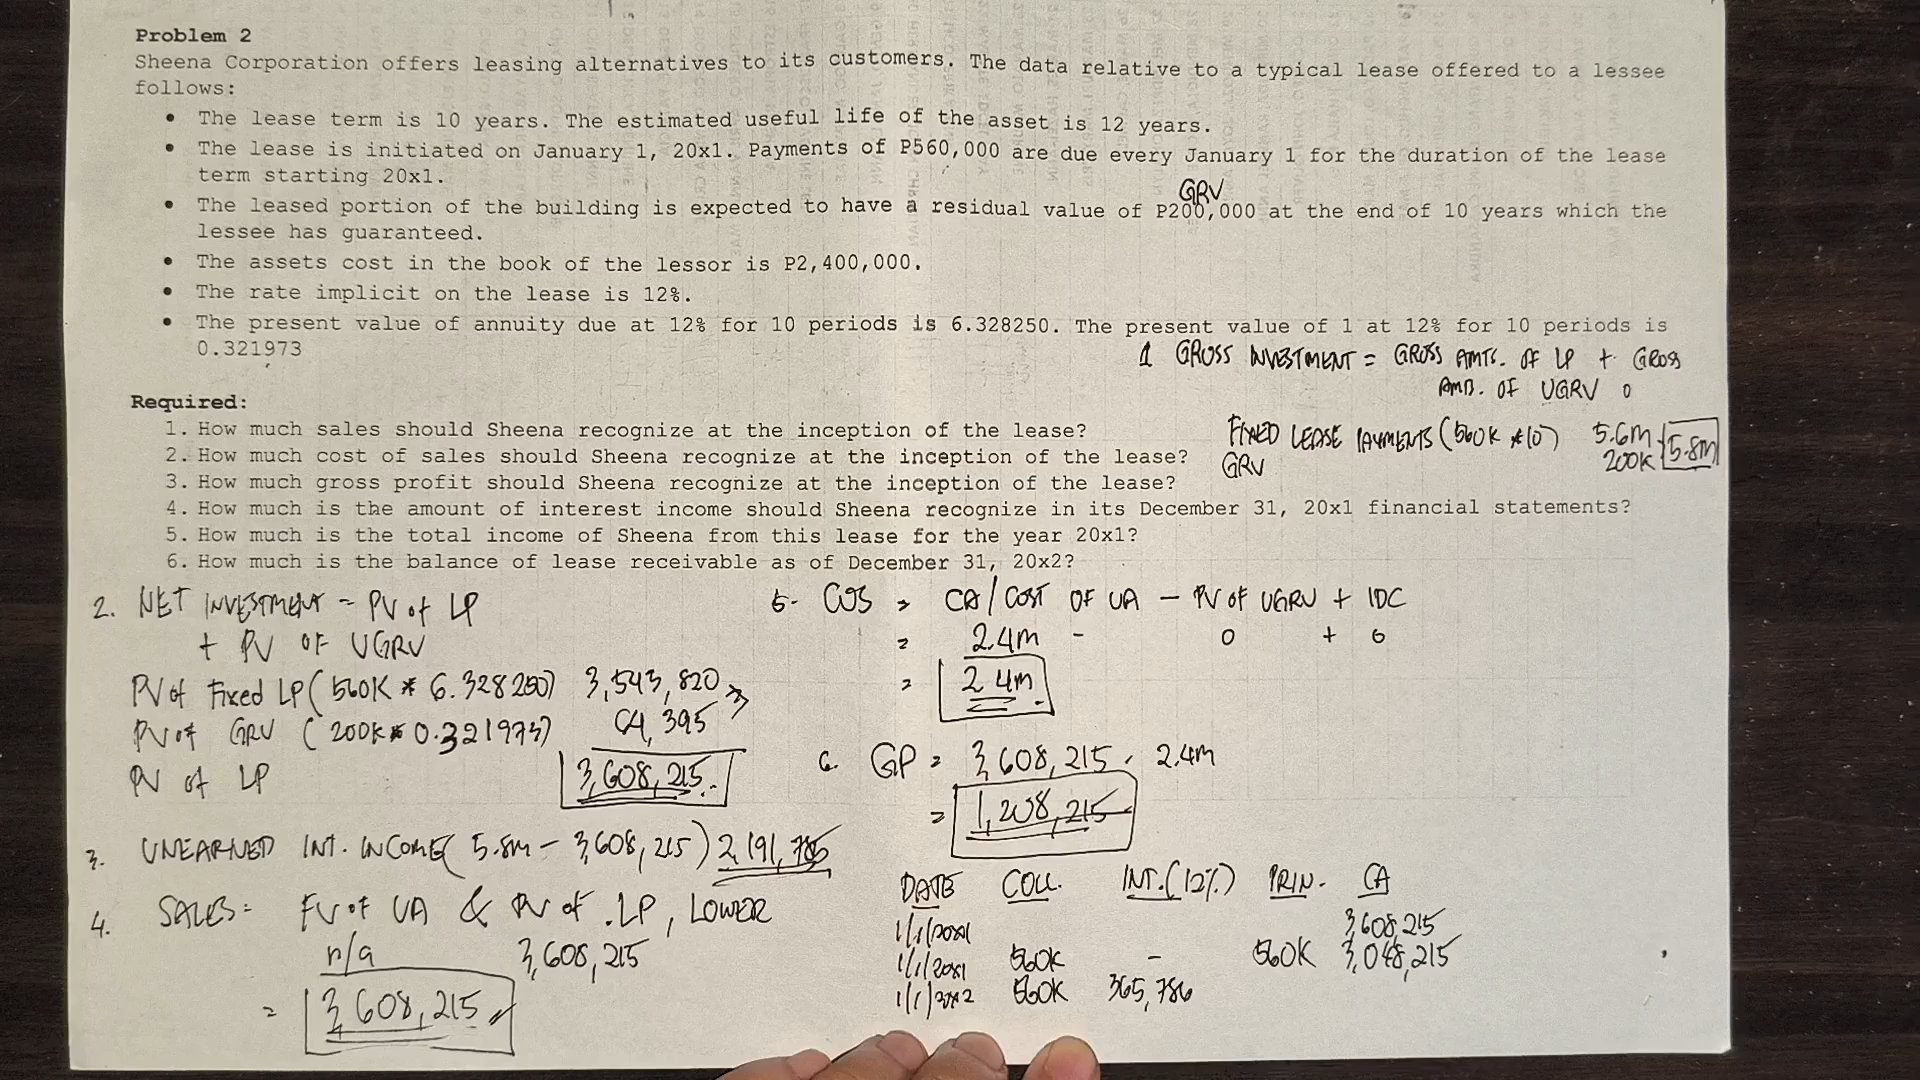 Problem 2
Sheena Corporation offers leasing alternatives to its customers. The data relative to a typical lease offered to a lessee
follows:
• The lease term is 10 years. The estimated useful life of the asset is 12 years.
• The lease is initiated on January 1, 20x1. Payments of P560,000 are due every January 1 for the duration of the lease
term starting 20x1.
GRV
• The leased portion of the building is expected to have a residual value of P200,000 at the end of 10 years which the
lessee has guaranteed.
• The assets cost in the book of the lessor is P2,400,000.
• The rate implicit on the lease is 12%.
• The present value of annuity due at 12% for 10 periods is 6.328250. The present value of 1 at 12% for 10 periods is
0.321973
1 GROSS INVESTMENT = GROSS AMTS. OF LP + GROSS
AMB. OF UGRV 0
Required:
1. How much sales should Sheena recognize at the inception of the lease?
2. How much cost of sales should Sheena recognize at the inception of the lease?
3. How much gross profit should Sheena recognize at the inception of the lease?
4. How much is the amount of interest income should Sheena recognize in its December 31, 20x1 financial statements?
5. How much is the total income of Sheena from this lease for the year 20x1?
6. How much is the balance of lease receivable as of December 31, 20x2?
FIXED LEASE PAYMENTS (560K * 10) 5.6M
GRV 200K 5.8M
2. NET INVESTMENT = PV of LP
+ PV OF UGRV
PV of Fixed LP (560K * 6.328250) 3,543,820
PV of GRV (200K * 0.321973) 64,395
PV of LP 3,608,215
3. UNEARNED INT. INCOME (5.8M - 3,608,215) 2,191,785
4. SALES = FV of UA & PV of LP, LOWER
n/a 3,608,215
= 3,608,215
5. COS = CA/COST OF UA - PV OF UGRV + IDC
= 2.4M - 0 + 0
= 2.4M
6. GP = 3,608,215 - 2.4M
= 1,208,215
DATE COLL. INT.(12%) PRIN. CA
1/1/20x1 3,608,215
1/1/20x1 560K - 560K 3,048,215
1/1/20x2 560K 365,786